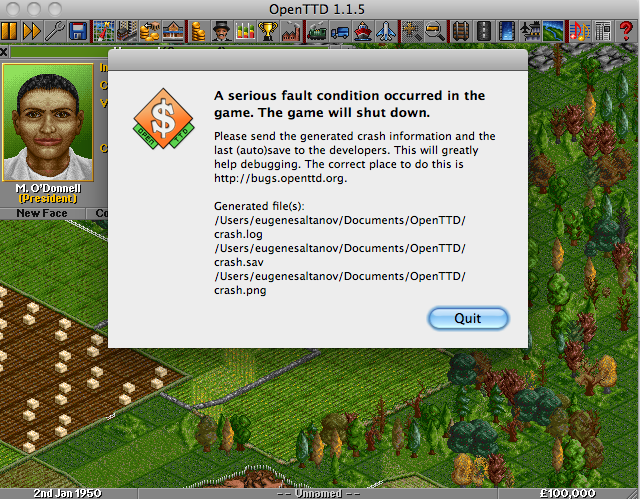 OpenTTD 1.1.5
A serious fault condition occurred in the
game. The game will shut down.
Please send the generated crash information and the
last (auto)save to the developers. This will greatly
help debugging. The correct place to do this is
http://bugs.openttd.org.
Generated file(s):
/Users/eugenesaltanov/Documents/OpenTTD/
crash.log
/Users/eugenesaltanov/Documents/OpenTTD/
crash.sav
/Users/eugenesaltanov/Documents/OpenTTD/
crash.png
Quit
$
OPEN TTD
M. O'Donnell
(President)
New Face
2nd Jan 1950
-- Unnamed --
£100,000